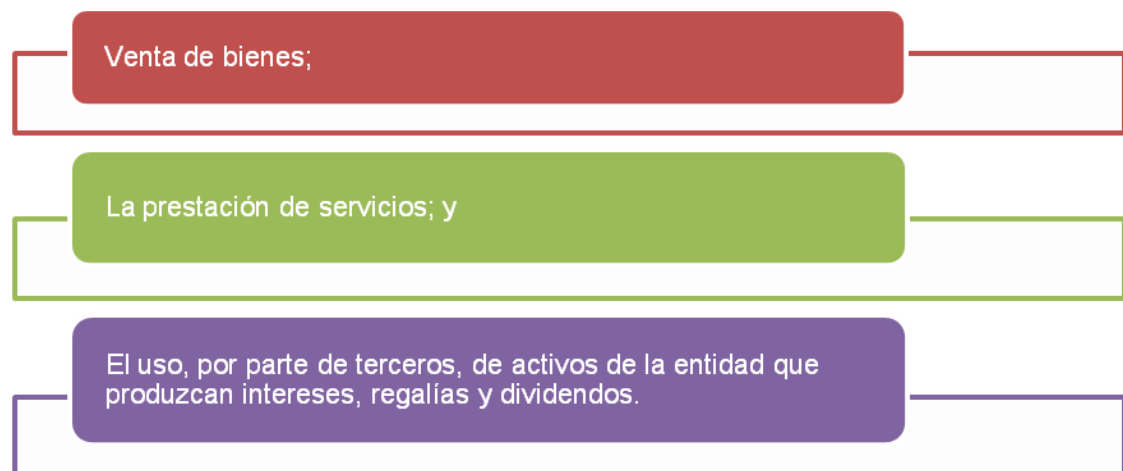 Venta de bienes;
La prestación de servicios; y
El uso, por parte de terceros, de activos de la entidad que
produzcan intereses, regalías y dividendos.